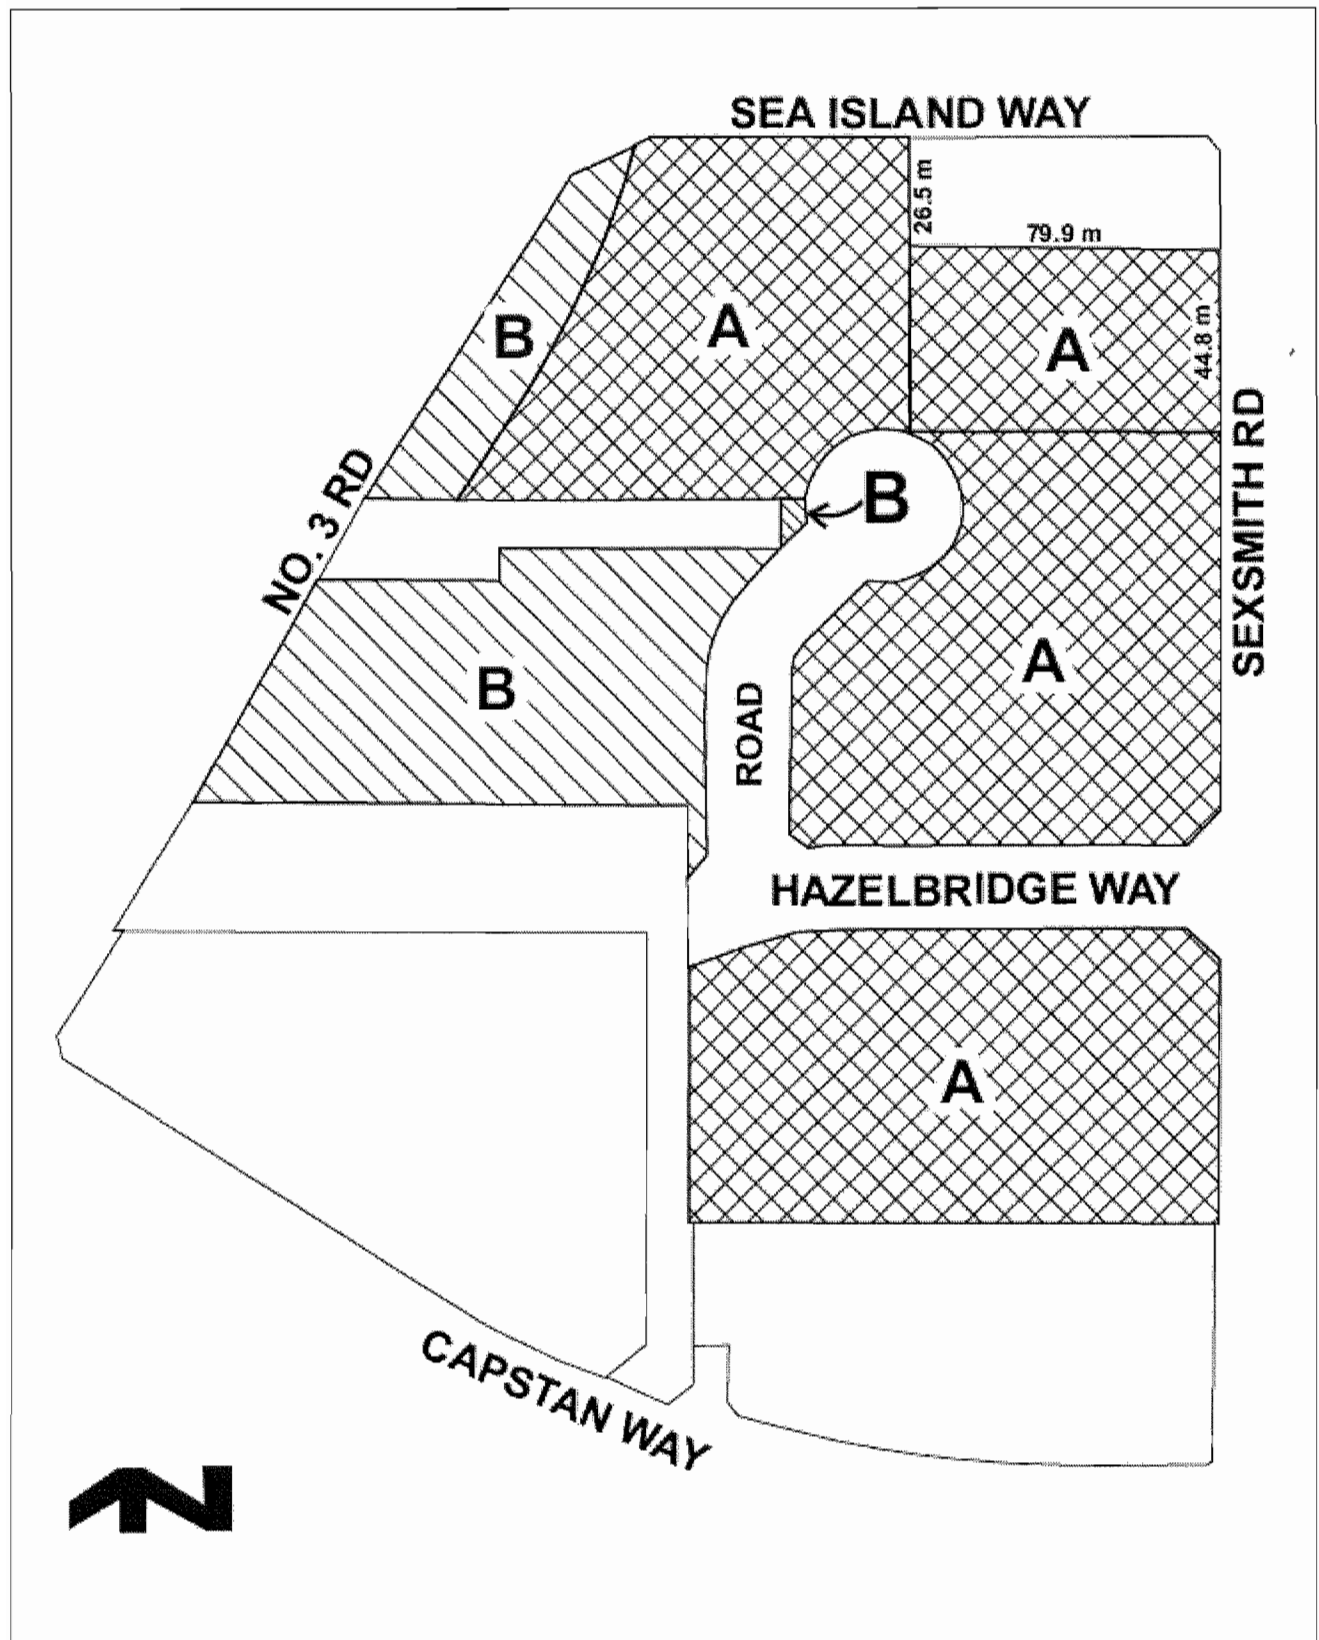 SEA ISLAND WAY
26.5 m
79.9 m
B
A
A
44.8 m
NO. 3 RD
B
SEXSMITH RD
A
B
ROAD
HAZELBRIDGE WAY
A
CAPSTAN WAY
N